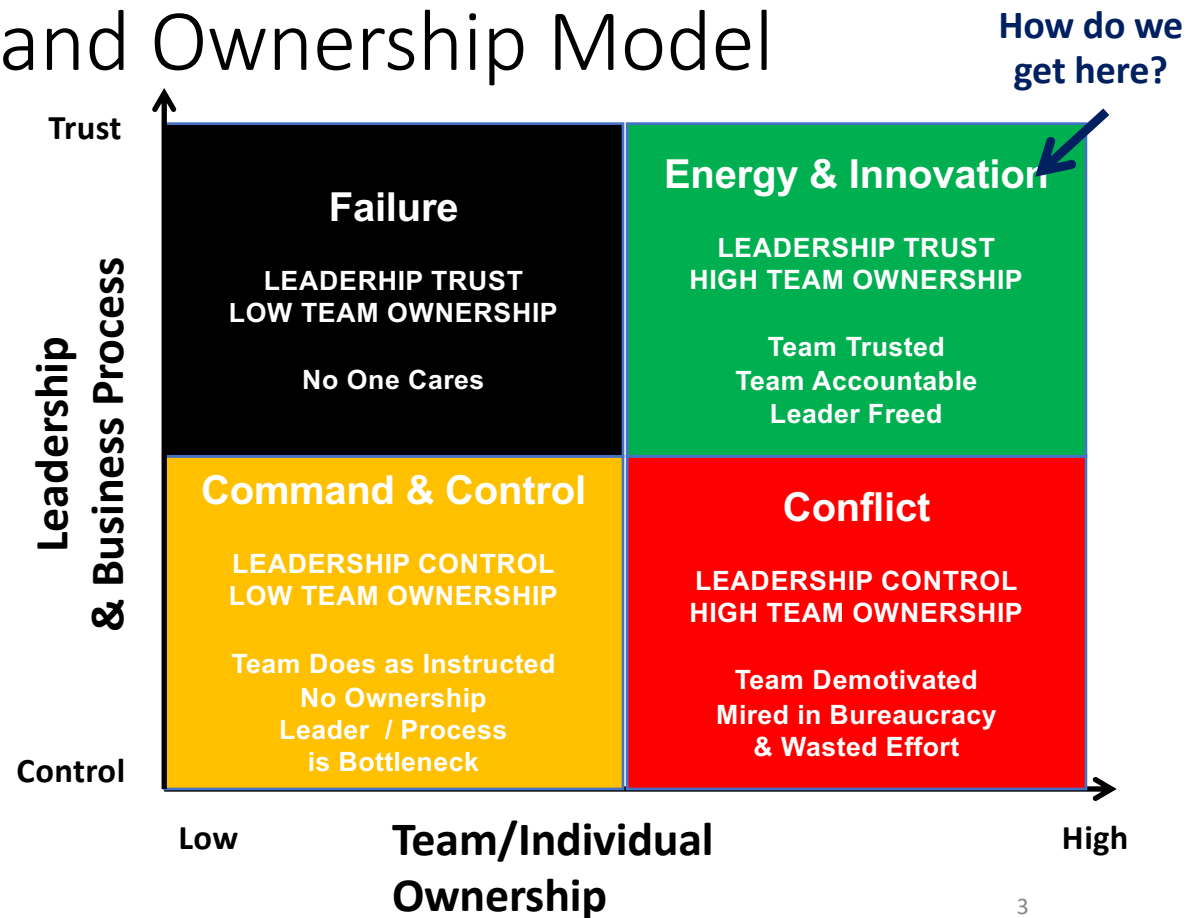 and Ownership Model
How do we
get here?
Trust
Leadership
& Business Process
Control
Failure
LEADERHIP TRUST
LOW TEAM OWNERSHIP
No One Cares
Energy & Innovation
LEADERSHIP TRUST
HIGH TEAM OWNERSHIP
Team Trusted
Team Accountable
Leader Freed
Command & Control
LEADERSHIP CONTROL
LOW TEAM OWNERSHIP
Team Does as Instructed
No Ownership
Leader / Process
is Bottleneck
Conflict
LEADERSHIP CONTROL
HIGH TEAM OWNERSHIP
Team Demotivated
Mired in Bureaucracy
& Wasted Effort
Low
Team/Individual
Ownership
High
3